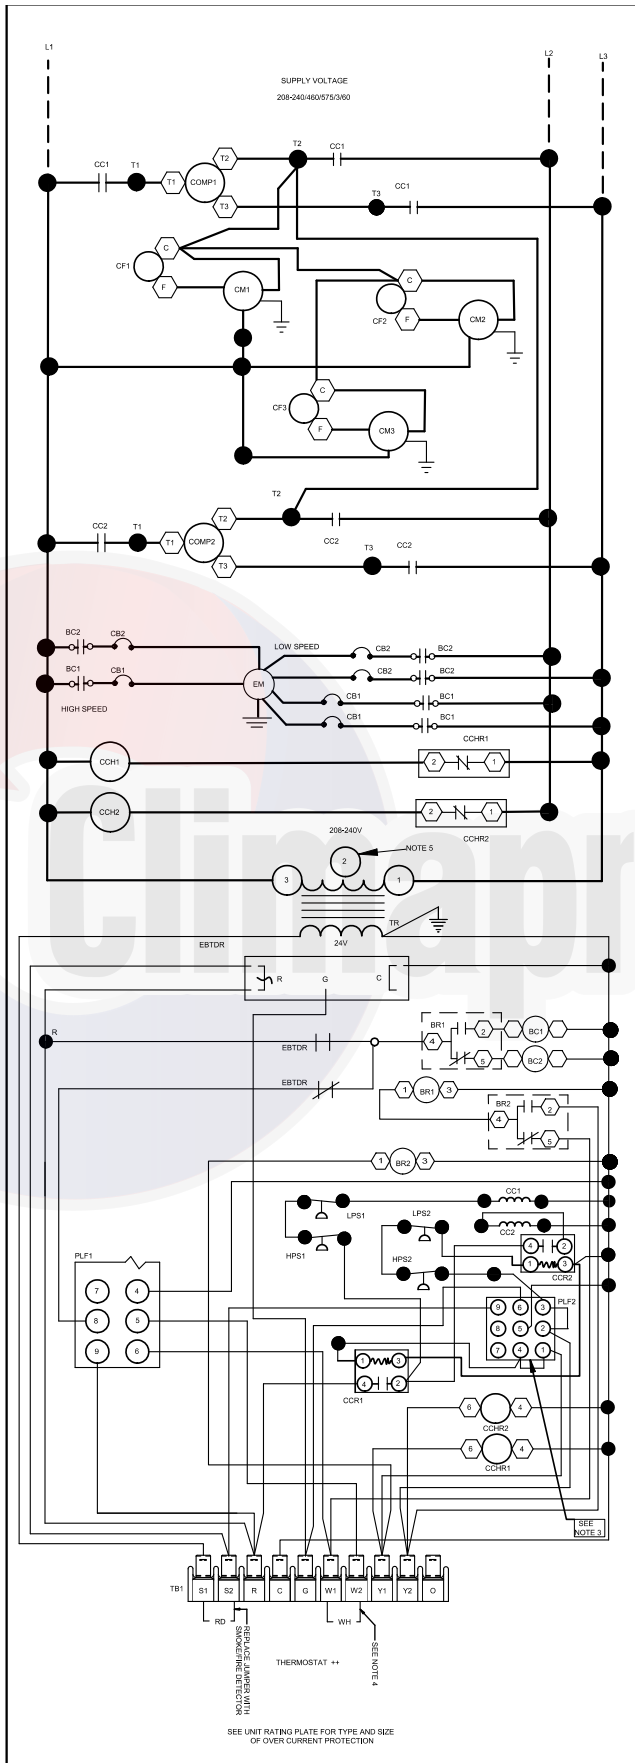 L1
L2
L3
SUPPLY VOLTAGE
208-240/460/575/3/60
T2
CC1
CC1
T1
T1
COMP1
T2
T3
T3
CC1
C
CF1
F
CM1
C
CF2
F
CM2
C
CF3
F
CM3
T2
CC2
T1
T1
COMP2
T2
T3
CC2
T3
CC2
BC2
CB2
LOW SPEED
CB2
BC2
BC1
CB1
EM
CB2
BC2
HIGH SPEED
CB1
BC1
CB1
BC1
CCHR1
CCH1
2
1
CCH2
2
1
CCHR2
208-240V
2
NOTE 5
3
1
TR
24V
Climapr
EBTDR
R
G
C
R
EBTDR
BR1
4
2
BC1
5
BC2
EBTDR
1
BR1
3
BR2
4
2
5
1
BR2
3
LPS1
CC1
HPS1
LPS2
CC2
HPS2
4
2
1
3
CCR2
PLF1
7
4
8
5
9
6
PLF2
9
6
3
8
5
2
7
4
1
1
3
4
2
CCR1
6
4
CCHR2
6
4
CCHR1
SEE
NOTE 3
TB1
S1
S2
R
C
G
W1
W2
Y1
Y2
O
RD
WH
REPLACE JUMPER WITH
SMOKE/FIRE DETECTOR
SEE NOTE 4
THERMOSTAT ++
SEE UNIT RATING PLATE FOR TYPE AND SIZE
OF OVER CURRENT PROTECTION